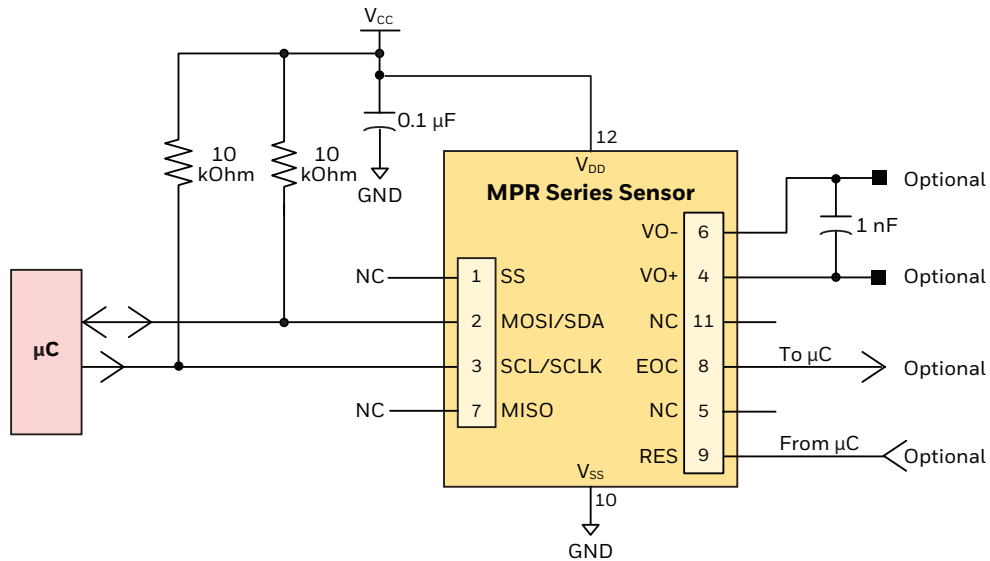 VCC
10
kOhm
10
kOhm
0.1 µF
GND
12
VDD
MPR Series Sensor
VO-
6
Optional
1 nF
VO+
4
Optional
NC
1
SS
NC
11
µC
2
MOSI/SDA
EOC
8
To µC
Optional
3
SCL/SCLK
NC
5
NC
7
MISO
RES
9
From µC
Optional
VSS
10
GND